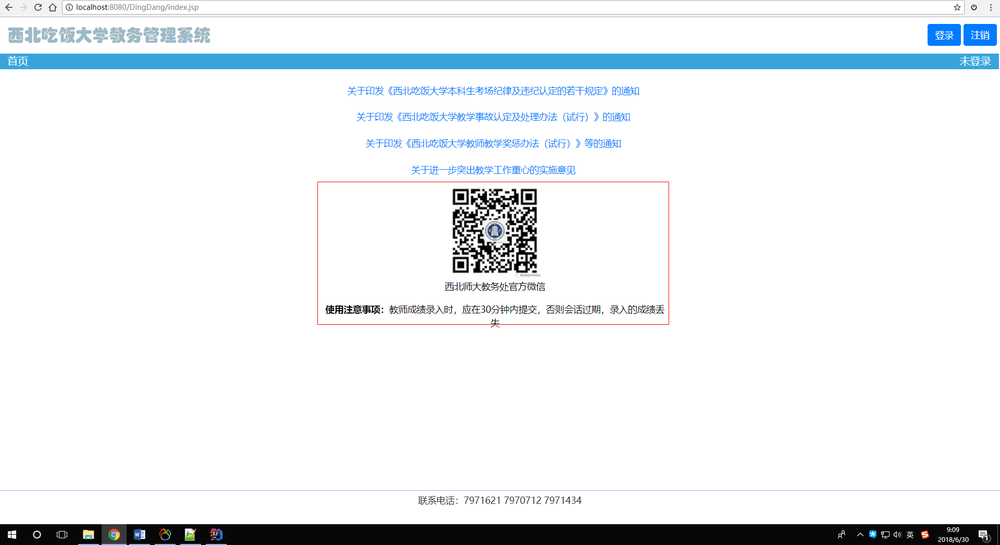 localhost:8080/DingDang/index.jsp
西北吃饭大学教务管理系统
登录 注销
首页
未登录
关于印发《西北吃饭大学本科生考场纪律及违纪认定的若干规定》的通知
关于印发《西北吃饭大学教学事故认定及处理办法（试行）》的通知
关于印发《西北吃饭大学教师教学奖惩办法（试行）》等的通知
关于进一步突出教学工作重心的实施意见
西北师大教务处官方微信
使用注意事项：教师成绩录入时，应在30分钟内提交，否则会话过期，录入的成绩丢
失
联系电话：7971621 7970712 7971434
英
9:09
2018/6/30
1